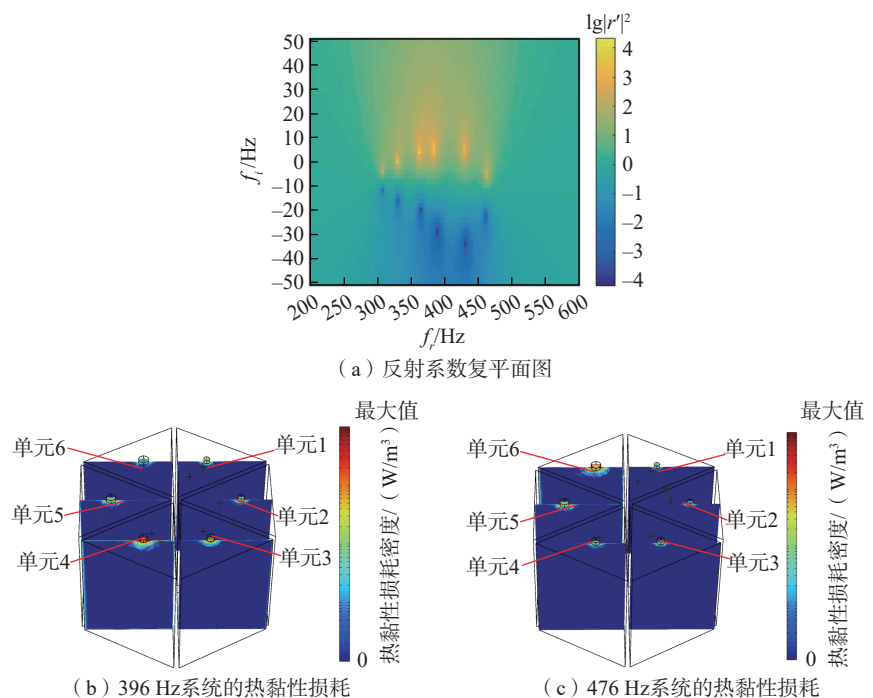 lg|r′|²
50
40
30
20
10
0
−10
−20
−30
−40
−50
fᵢ/Hz
4
3
2
1
0
−1
−2
−3
−4
200 250 300 350 400 450 500 550 600
fᵣ/Hz
（a）反射系数复平面图
最大值
单元6
单元1
单元5
单元2
单元4
单元3
0
热黏性损耗密度/（W/m³）
（b）396 Hz系统的热黏性损耗
最大值
单元6
单元1
单元5
单元2
单元4
单元3
0
热黏性损耗密度/（W/m³）
（c）476 Hz系统的热黏性损耗